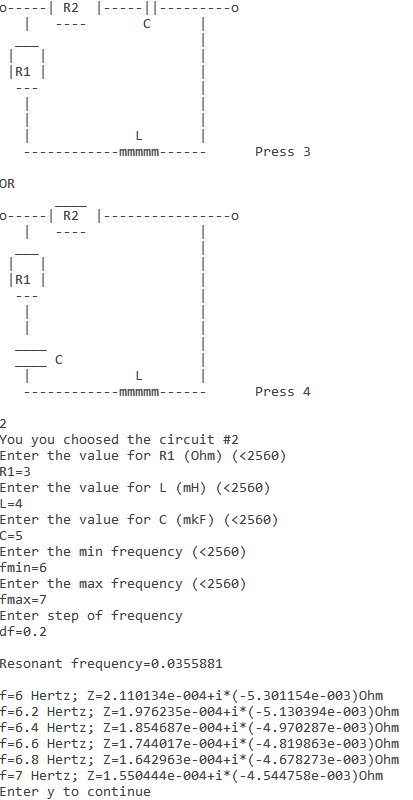 o-----| R2 |-----||---------o
| ---- C |
___ |
| | |
|R1 | |
--- |
| |
| |
| L |
------------mmmmm------ Press 3
OR
____
o-----| R2 |----------------o
| ---- |
___ |
| | |
|R1 | |
--- |
| |
| |
____ |
____ C |
| L |
------------mmmmm------ Press 4
2
You you choosed the circuit #2
Enter the value for R1 (Ohm) (<2560)
R1=3
Enter the value for L (mH) (<2560)
L=4
Enter the value for C (mkF) (<2560)
C=5
Enter the min frequency (<2560)
fmin=6
Enter the max frequency (<2560)
fmax=7
Enter step of frequency
df=0.2
Resonant frequency=0.0355881
f=6 Hertz; Z=2.110134e-004+i*(-5.301154e-003)Ohm
f=6.2 Hertz; Z=1.976235e-004+i*(-5.130394e-003)Ohm
f=6.4 Hertz; Z=1.854687e-004+i*(-4.970287e-003)Ohm
f=6.6 Hertz; Z=1.744017e-004+i*(-4.819863e-003)Ohm
f=6.8 Hertz; Z=1.642963e-004+i*(-4.678273e-003)Ohm
f=7 Hertz; Z=1.550444e-004+i*(-4.544758e-003)Ohm
Enter y to continue